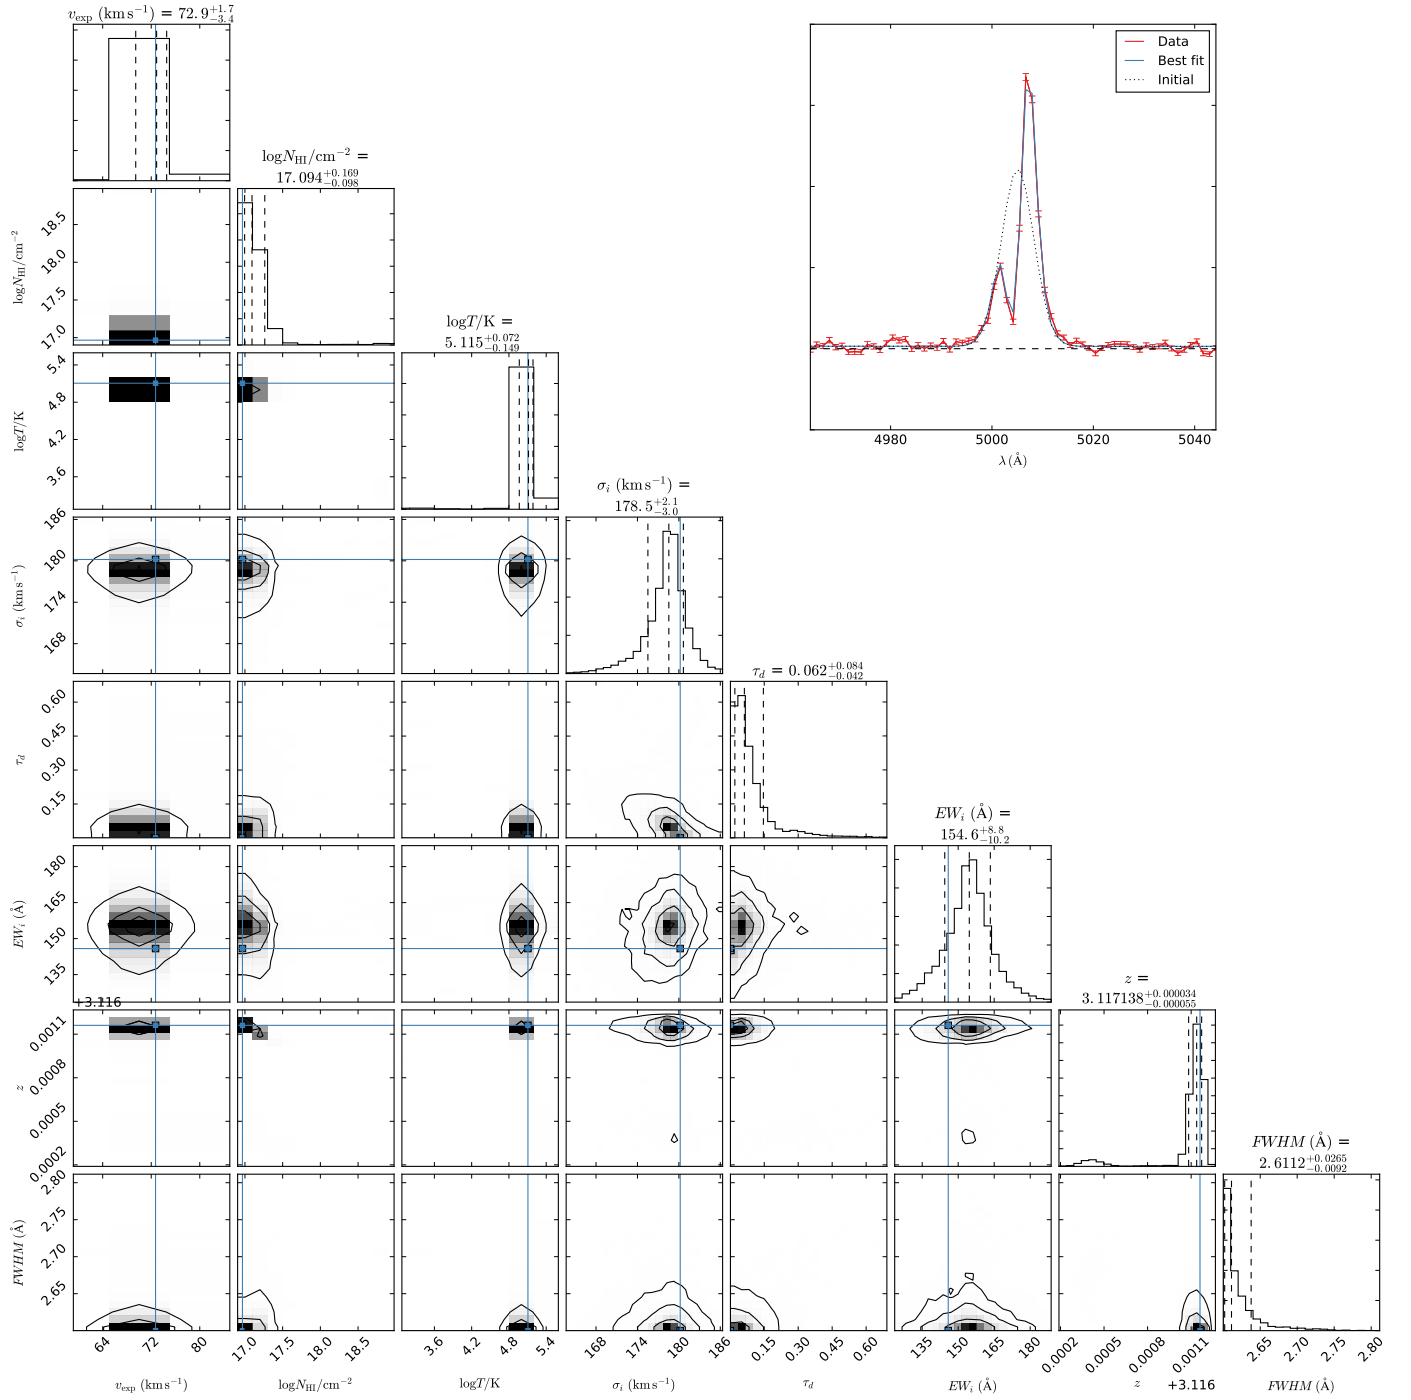 v_exp (km s⁻¹) = 72.9 +1.7 −3.4
Data
Best fit
Initial
4980 5000 5020 5040
λ (Å)
logN_HI/cm⁻² =
17.094 +0.169 −0.098
logN_HI/cm⁻²
18.5
18.0
17.5
17.0
logT/K =
5.115 +0.072 −0.149
logT/K
5.4
4.8
4.2
3.6
σ_i (km s⁻¹) =
178.5 +2.1 −3.0
σ_i (km s⁻¹)
186
180
174
168
τ_d = 0.062 +0.084 −0.042
τ_d
0.60
0.45
0.30
0.15
EW_i (Å) =
154.6 +8.8 −10.2
EW_i (Å)
180
165
150
135
z =
3.117138 +0.000034 −0.000055
+3.116
z
0.0011
0.0008
0.0005
0.0002
FWHM (Å) =
2.6112 +0.0265 −0.0092
FWHM (Å)
2.80
2.75
2.70
2.65
64 72 80 17.0 17.5 18.0 18.5 3.6 4.2 4.8 5.4 168 174 180 186 0.15 0.30 0.45 0.60 135 150 165 180 0.0002 0.0005 0.0008 0.0011 2.65 2.70 2.75 2.80
v_exp (km s⁻¹) logN_HI/cm⁻² logT/K σ_i (km s⁻¹) τ_d EW_i (Å) z +3.116 FWHM (Å)